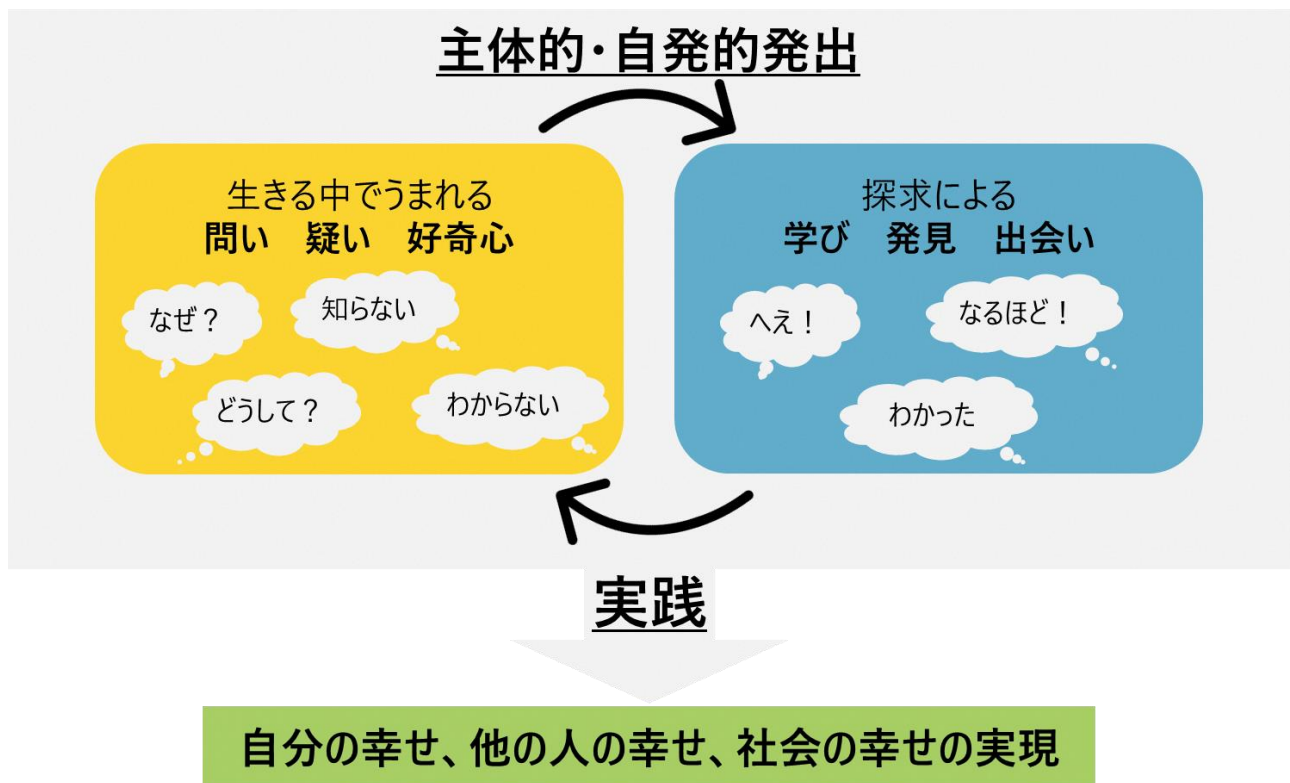 主体的・自発的発出
生きる中でうまれる
問い　疑い　好奇心
なぜ？
知らない
どうして？
わからない
探求による
学び　発見　出会い
へえ！
なるほど！
わかった
実践
自分の幸せ、他の人の幸せ、社会の幸せの実現